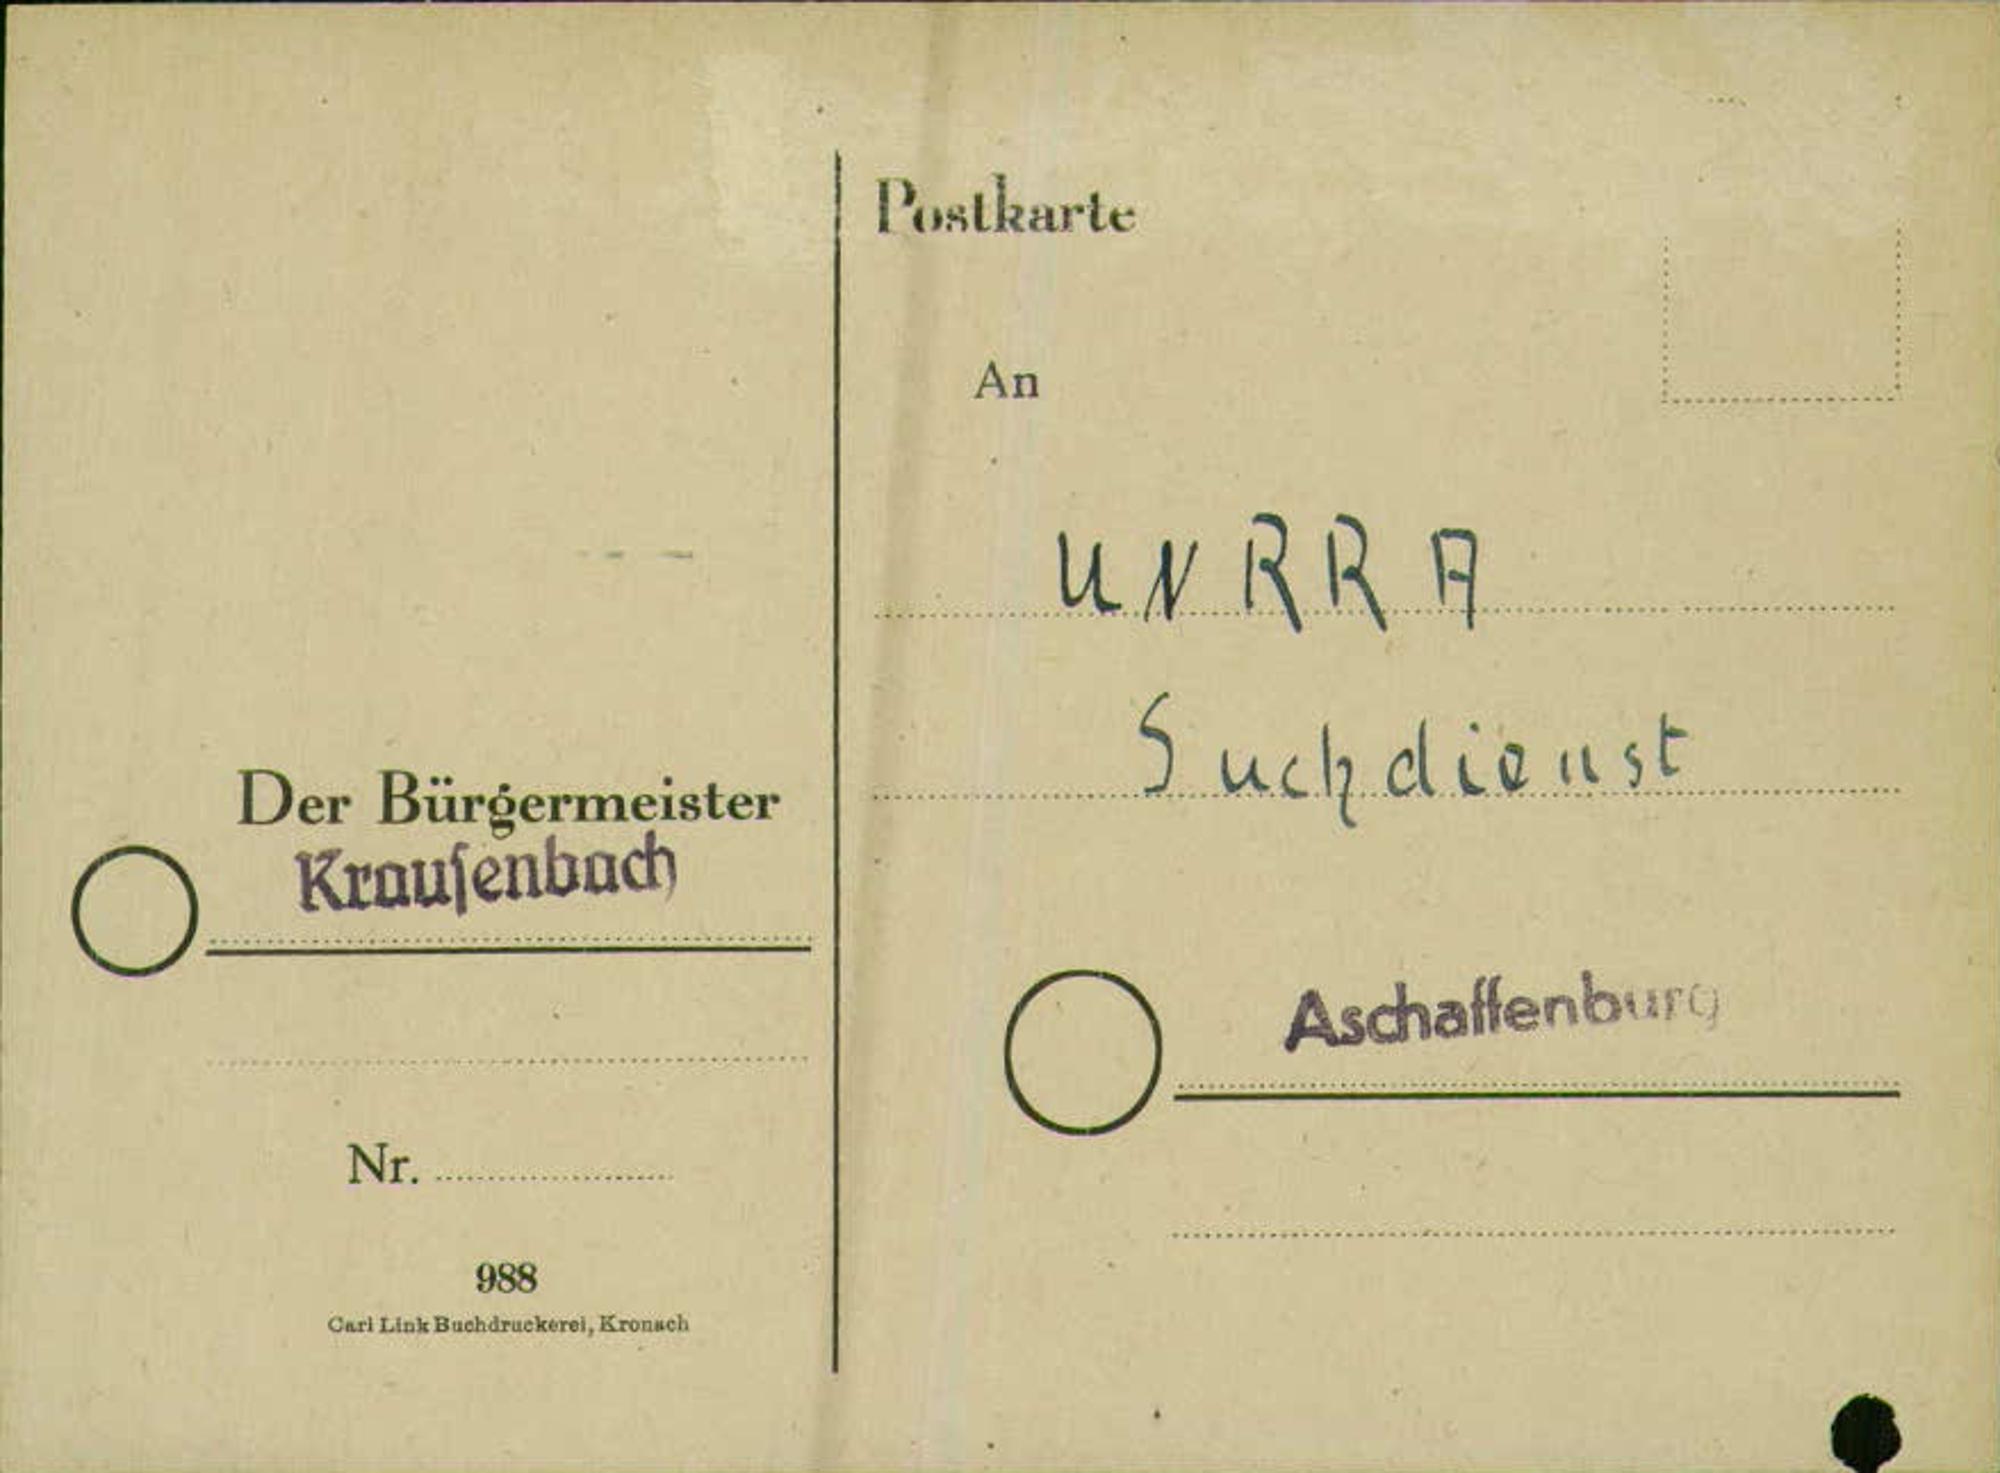 Der Bürgermeister
Krauſenbach
Nr.
988
Carl Link Buchdruckerei, Kronach
Postkarte
An
UNRRA
Suchdienst
Aschaffenburg